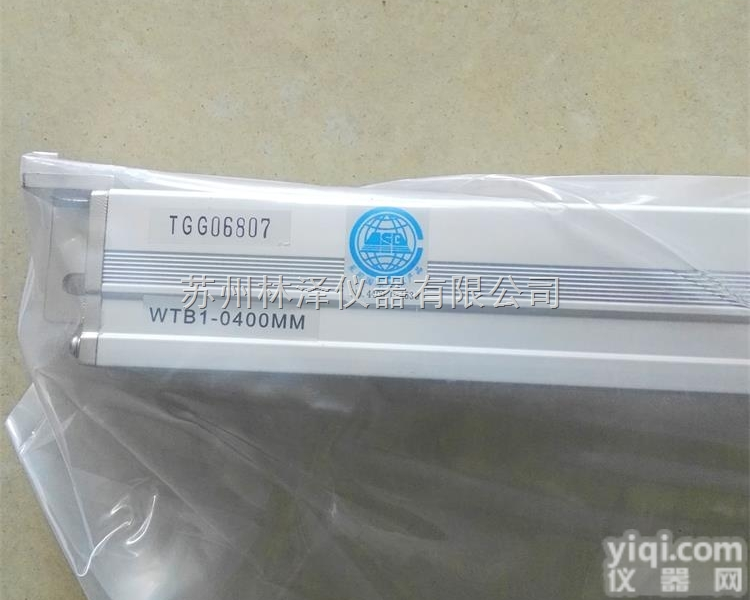 TGG06807
苏州林泽仪器有限公司
WTB1-0400MM
yiqi.com
仪器网